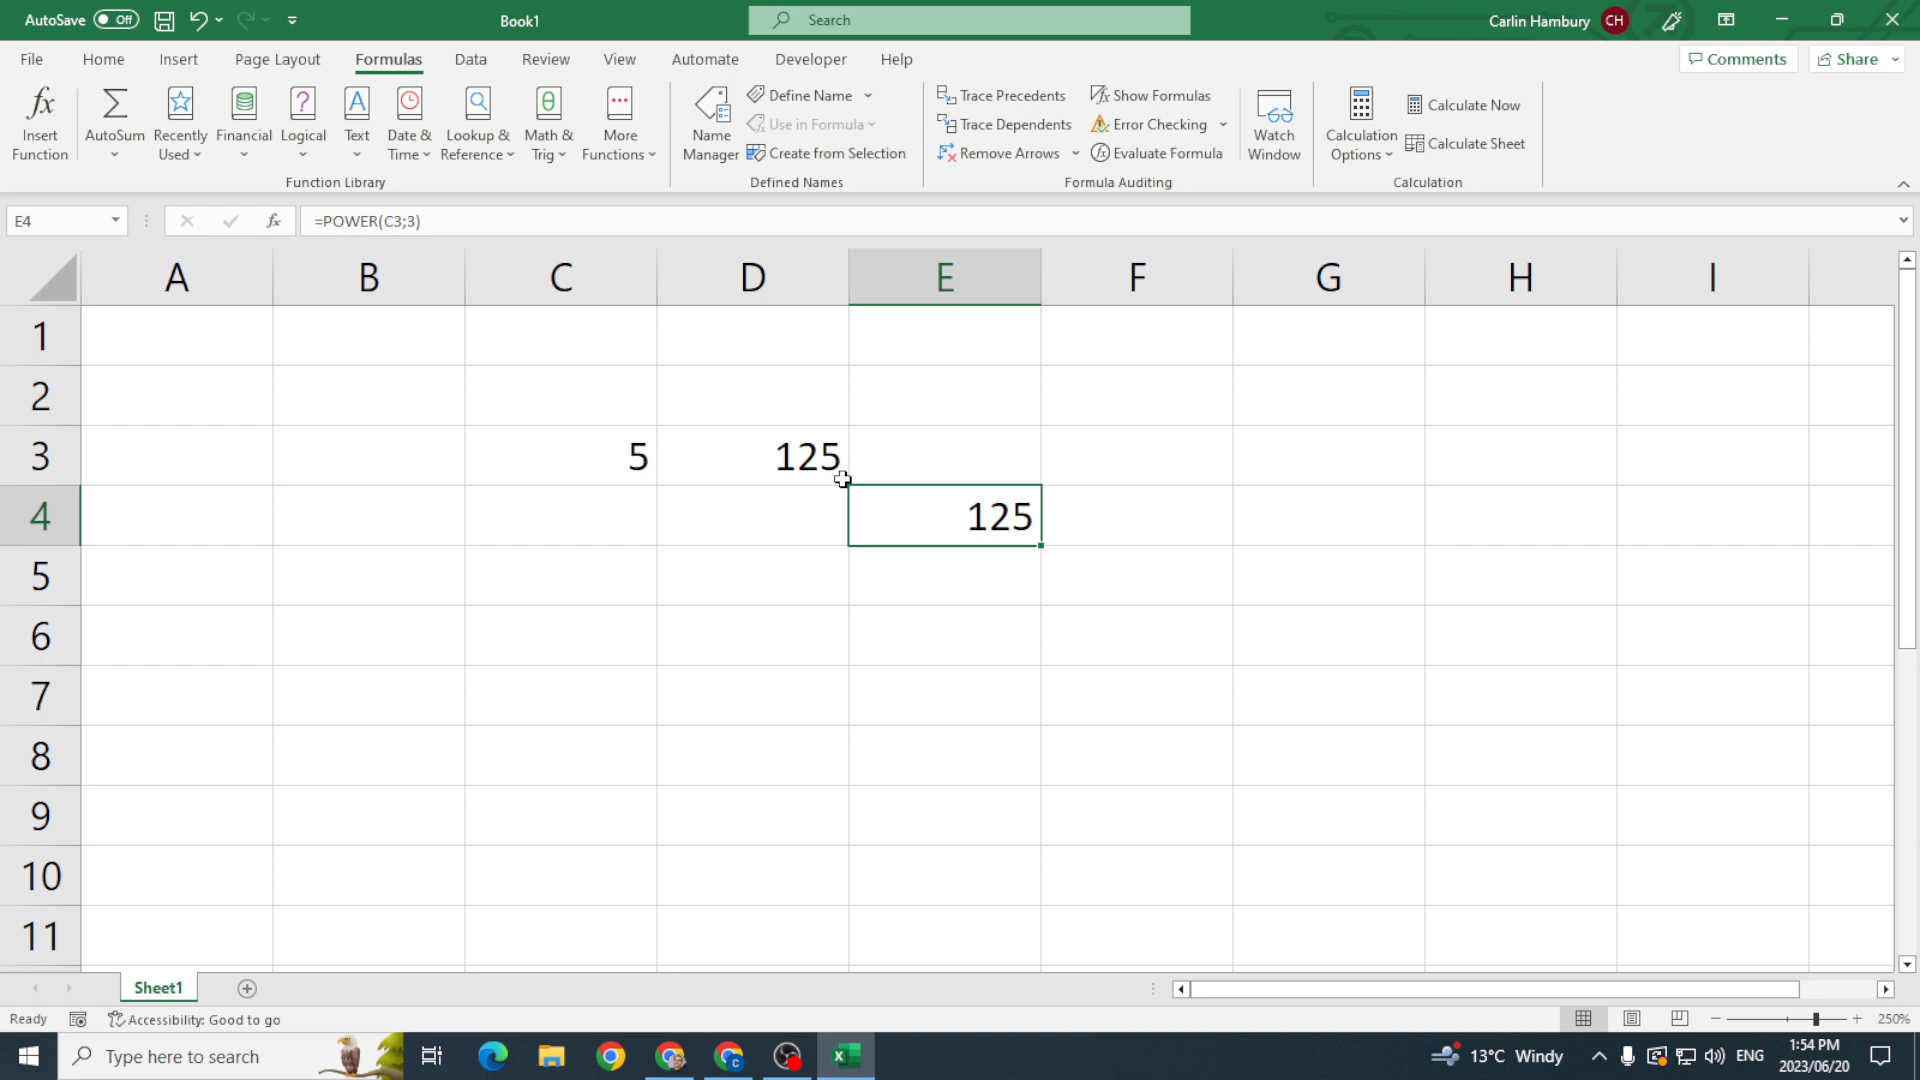 AutoSave Off Book1 Search Carlin Hambury CH
File Home Insert Page Layout Formulas Data Review View Automate Developer Help Comments Share
Insert Function
AutoSum
Recently Used
Financial
Logical
Text
Date & Time
Lookup & Reference
Math & Trig
More Functions
Function Library
Name Manager
Define Name
Use in Formula
Create from Selection
Defined Names
Trace Precedents
Trace Dependents
Remove Arrows
Show Formulas
Error Checking
Evaluate Formula
Formula Auditing
Watch Window
Calculation Options
Calculate Now
Calculate Sheet
Calculation
E4 fx =POWER(C3;3)
A B C D E F G H I
1
2
3 5 125
4 125
5
6
7
8
9
10
11
Sheet1
Ready Accessibility: Good to go 250%
Type here to search 13°C Windy ENG 1:54 PM
2023/06/20